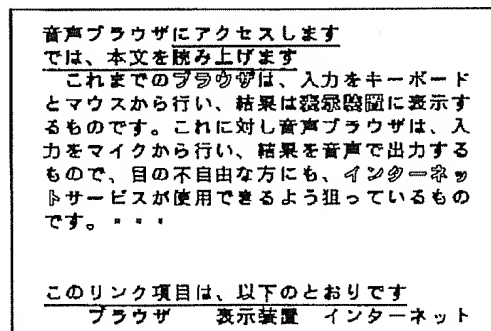 音声ブラウザにアクセスします
では、本文を読み上げます
これまでのブラウザは、入力をキーボード
とマウスから行い、結果は表示装置に表示す
るものです。これに対し音声ブラウザは、入
力をマイクから行い、結果を音声で出力する
もので、目の不自由な方にも、インターネッ
トサービスが使用できるよう狙っているもの
です。・・・
このリンク項目は、以下のとおりです
ブラウザ 表示装置 インターネット